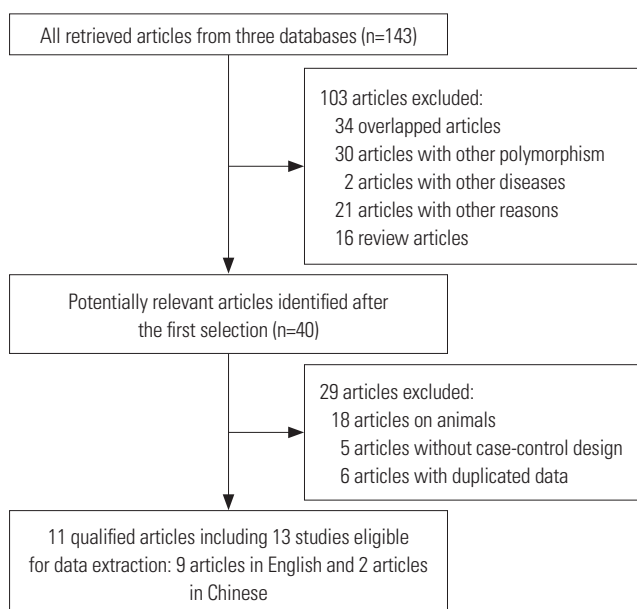 All retrieved articles from three databases (n=143)
103 articles excluded:
34 overlapped articles
30 articles with other polymorphism
2 articles with other diseases
21 articles with other reasons
16 review articles
Potentially relevant articles identified after
the first selection (n=40)
29 articles excluded:
18 articles on animals
5 articles without case-control design
6 articles with duplicated data
11 qualified articles including 13 studies eligible
for data extraction: 9 articles in English and 2 articles
in Chinese